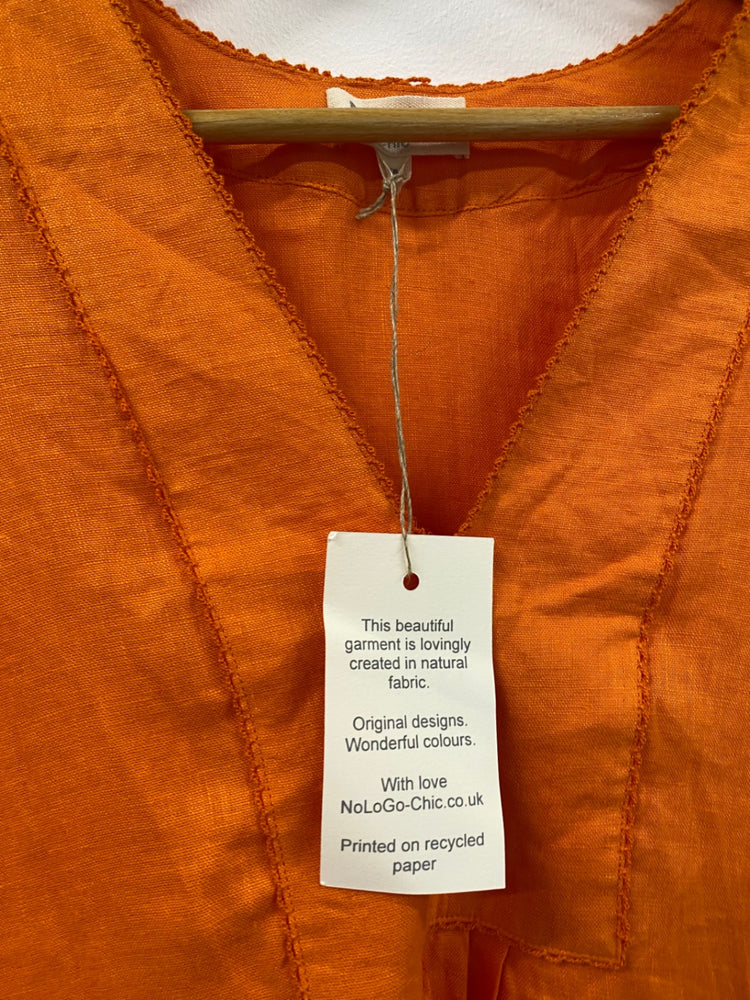 This beautiful
garment is lovingly
created in natural
fabric.
Original designs.
Wonderful colours.
With love
NoLoGo-Chic.co.uk
Printed on recycled
paper